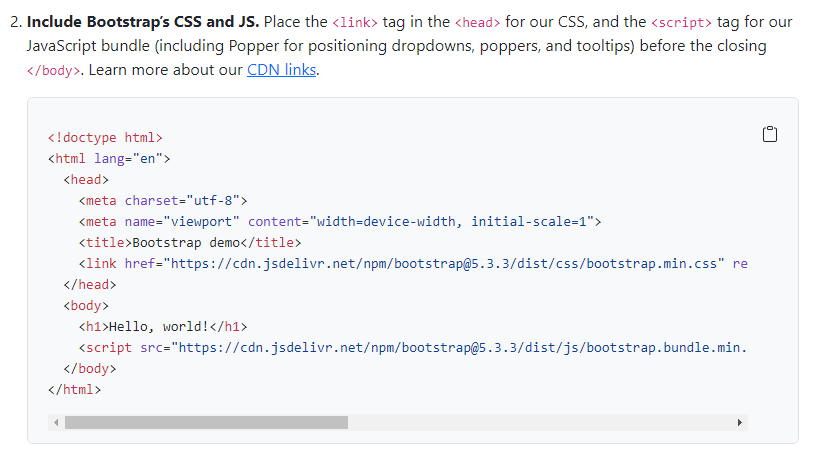 2. Include Bootstrap's CSS and JS. Place the <link> tag in the <head> for our CSS, and the <script> tag for our
JavaScript bundle (including Popper for positioning dropdowns, poppers, and tooltips) before the closing
</body>. Learn more about our CDN links.
<!doctype html>
<html lang="en">
  <head>
    <meta charset="utf-8">
    <meta name="viewport" content="width=device-width, initial-scale=1">
    <title>Bootstrap demo</title>
    <link href="https://cdn.jsdelivr.net/npm/bootstrap@5.3.3/dist/css/bootstrap.min.css" re
  </head>
  <body>
    <h1>Hello, world!</h1>
    <script src="https://cdn.jsdelivr.net/npm/bootstrap@5.3.3/dist/js/bootstrap.bundle.min.
  </body>
</html>